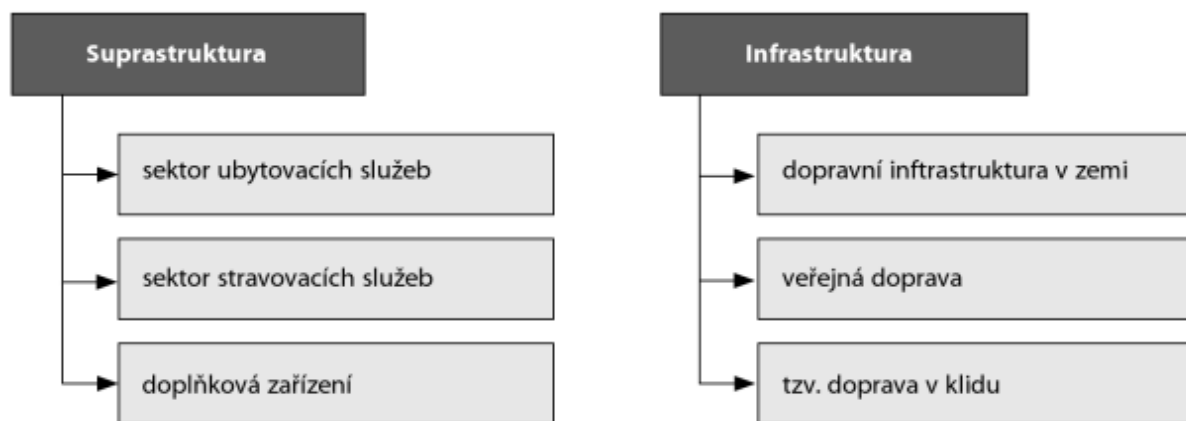 Suprastruktura
sektor ubytovacích služeb
sektor stravovacích služeb
doplňková zařízení
Infrastruktura
dopravní inftrastruktura v zemi
veřejná doprava
tzv. doprava v klidu